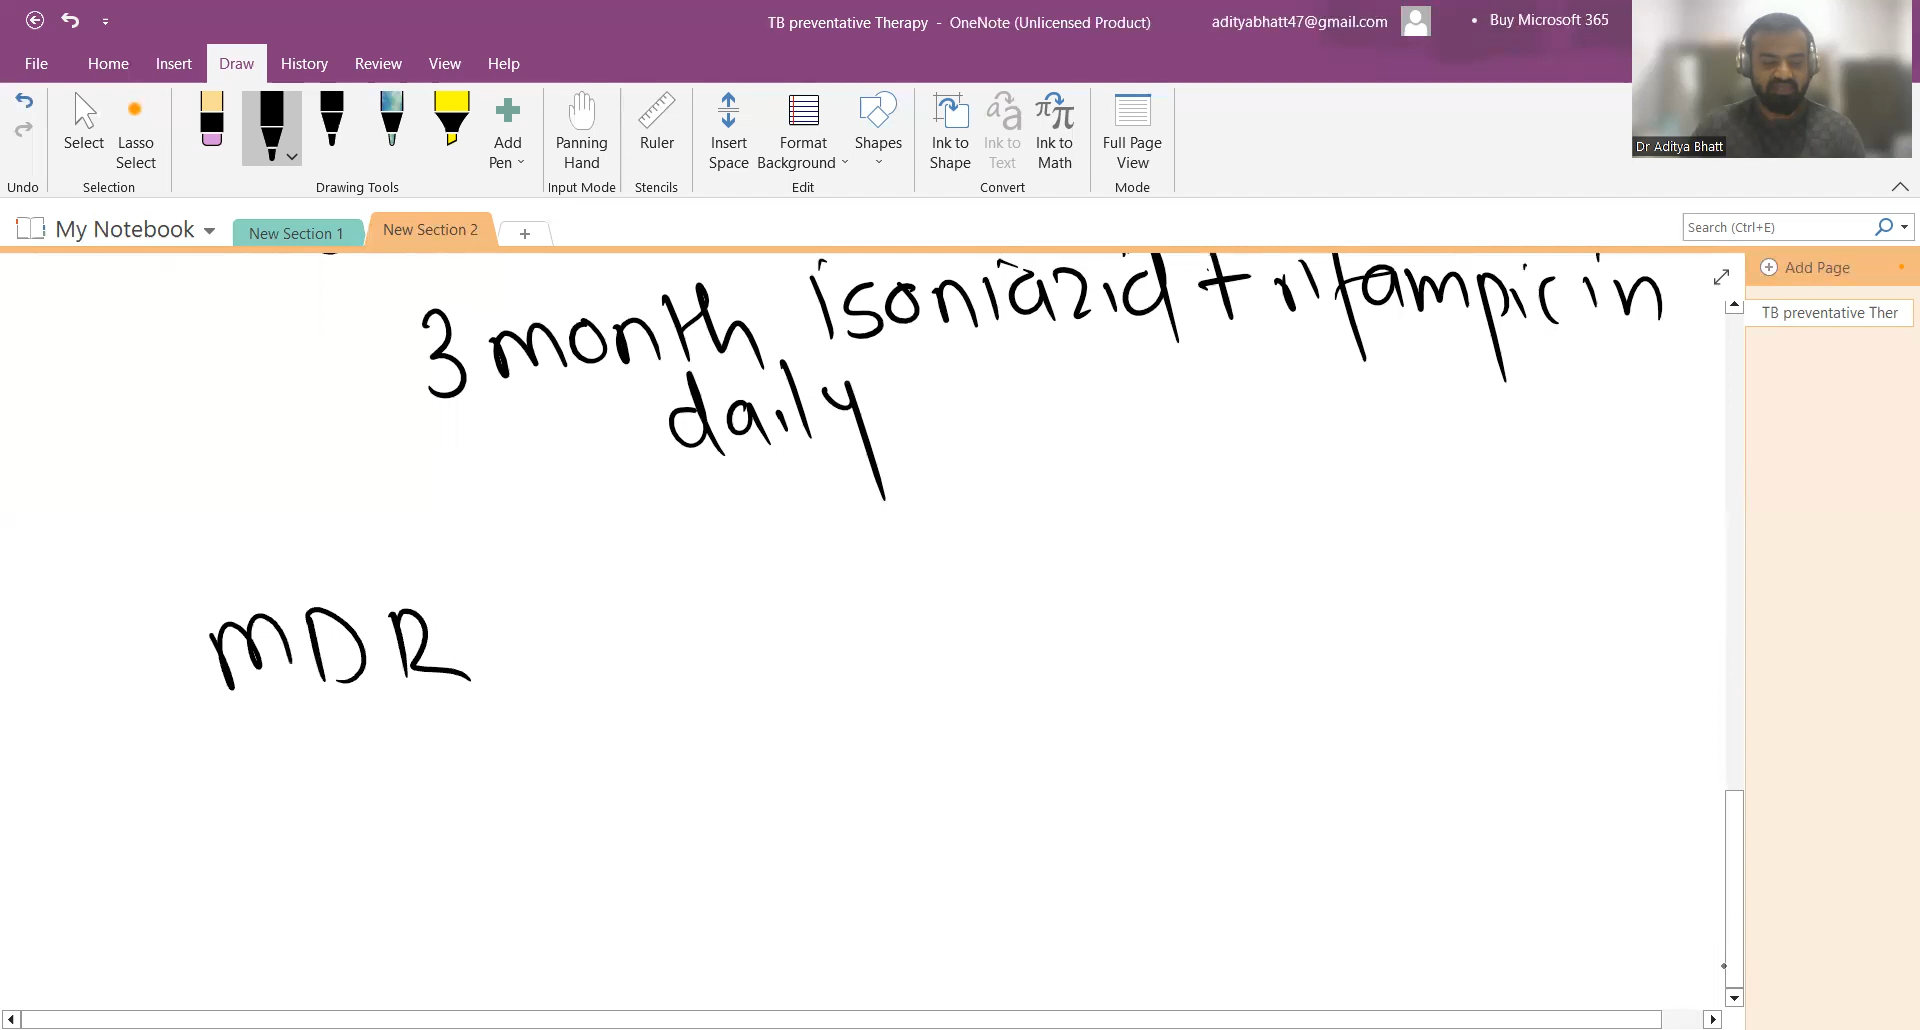 TB preventative Therapy - OneNote (Unlicensed Product)
adityabhatt47@gmail.com
• Buy Microsoft 365
File Home Insert Draw History Review View Help
Select
Lasso Select
Add Pen
Panning Hand
Ruler
Insert Space
Format Background
Shapes
Ink to Shape
Ink to Text
Ink to Math
Full Page View
Dr Aditya Bhatt
Undo Selection Drawing Tools Input Mode Stencils Edit Convert Mode
My Notebook New Section 1 New Section 2
Search (Ctrl+E)
Add Page
TB preventative Ther
3 month isoniazid + rifampicin
daily
MDR